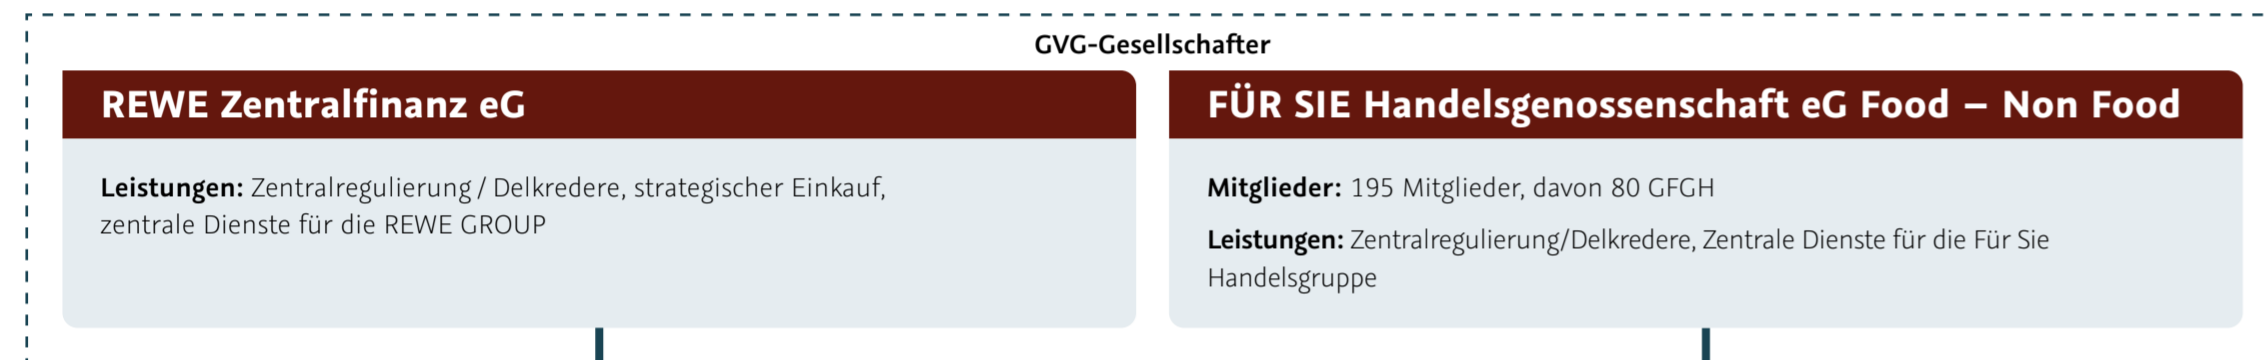 GVG-Gesellschafter
REWE Zentralfinanz eG
Leistungen: Zentralregulierung / Delkredere, strategischer Einkauf,
zentrale Dienste für die REWE GROUP
FÜR SIE Handelsgenossenschaft eG Food – Non Food
Mitglieder: 195 Mitglieder, davon 80 GFGH
Leistungen: Zentralregulierung/Delkredere, Zentrale Dienste für die Für Sie
Handelsgruppe